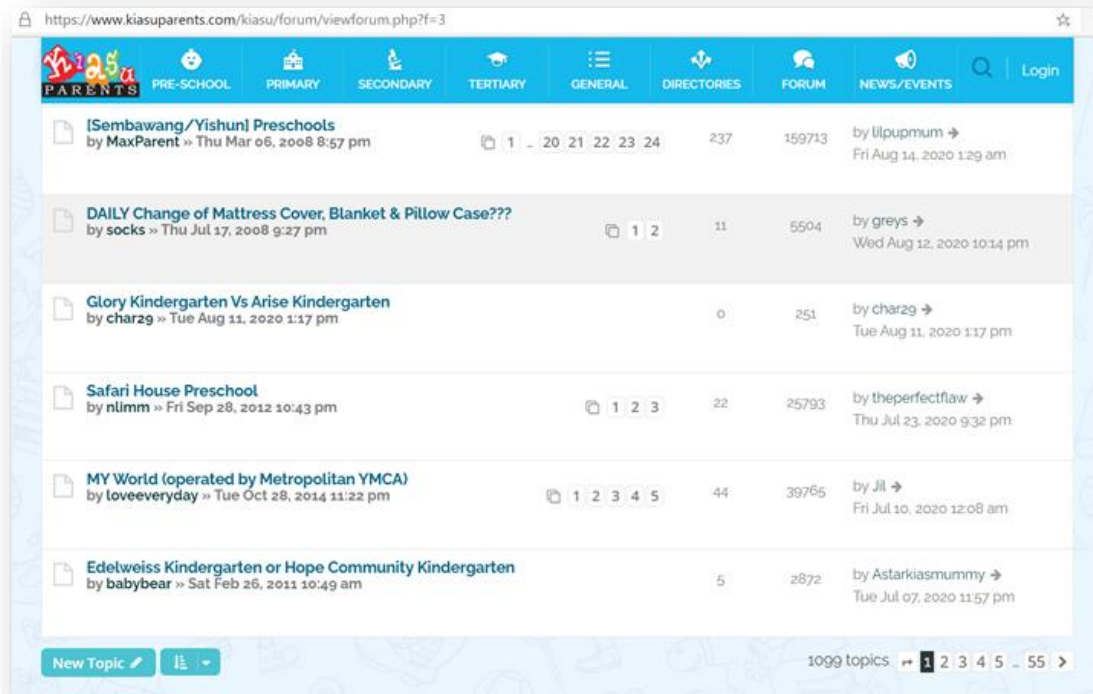 https://www.kiasuparents.com/kiasu/forum/viewforum.php?f=3
Kiasu PARENTS
PRE-SCHOOL PRIMARY SECONDARY TERTIARY GENERAL DIRECTORIES FORUM NEWS/EVENTS Login
[Sembawang/Yishun] Preschools
by MaxParent » Thu Mar 06, 2008 8:57 pm
1 … 20 21 22 23 24
237
159713
by lilpupmum
Fri Aug 14, 2020 1:29 am
DAILY Change of Mattress Cover, Blanket & Pillow Case???
by socks » Thu Jul 17, 2008 9:27 pm
1 2
11
5504
by greys
Wed Aug 12, 2020 10:14 pm
Glory Kindergarten Vs Arise Kindergarten
by char29 » Tue Aug 11, 2020 1:17 pm
0
251
by char29
Tue Aug 11, 2020 1:17 pm
Safari House Preschool
by nlimm » Fri Sep 28, 2012 10:43 pm
1 2 3
22
25793
by theperfectflaw
Thu Jul 23, 2020 9:32 pm
MY World (operated by Metropolitan YMCA)
by loveeveryday » Tue Oct 28, 2014 11:22 pm
1 2 3 4 5
44
39765
by Jil
Fri Jul 10, 2020 12:08 am
Edelweiss Kindergarten or Hope Community Kindergarten
by babybear » Sat Feb 26, 2011 10:49 am
5
2872
by Astarkiasmummy
Tue Jul 07, 2020 11:57 pm
New Topic
1099 topics 1 2 3 4 5 … 55